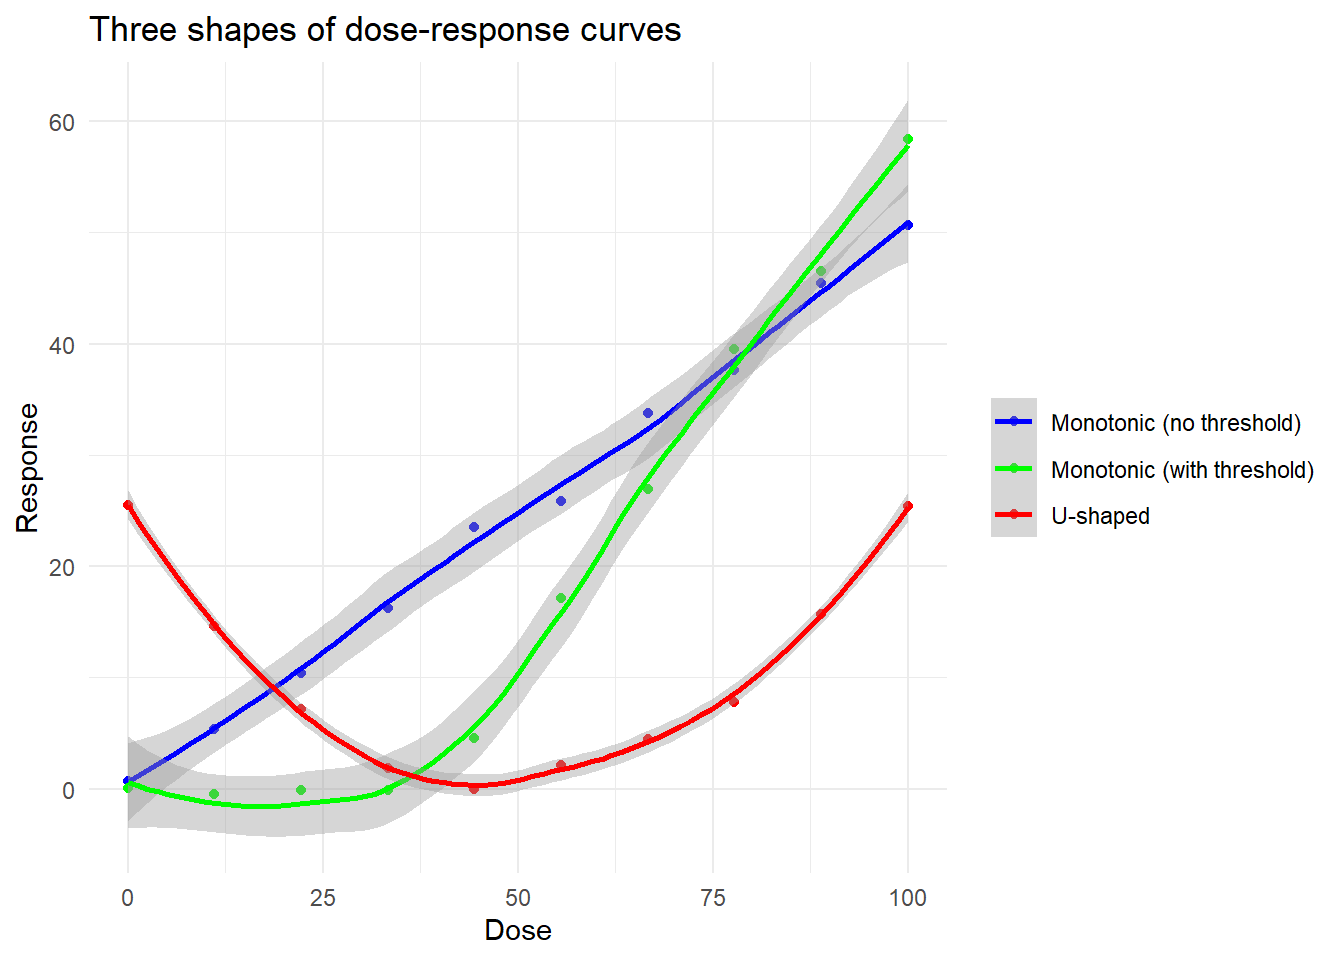 Three shapes of dose-response curves
60
40
20
0
Response
0 25 50 75 100
Dose
Monotonic (no threshold)
Monotonic (with threshold)
U-shaped